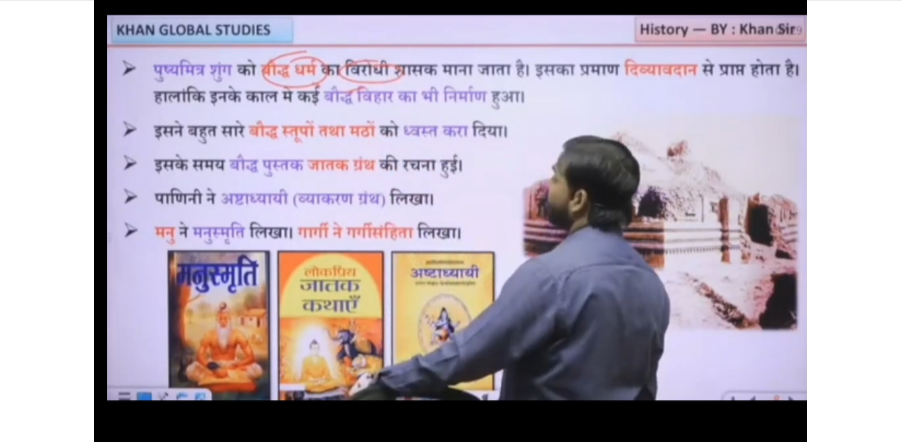 KHAN GLOBAL STUDIES
History — BY : Khan Sir
➤ पुष्यमित्र शुंग को बौद्ध धर्म का विरोधी शासक माना जाता है। इसका प्रमाण दिव्यावदान से प्राप्त होता है।
हालांकि इनके काल में कई बौद्ध विहार का भी निर्माण हुआ।
➤ इसने बहुत सारे बौद्ध स्तूपों तथा मठों को ध्वस्त करा दिया।
➤ इसके समय बौद्ध पुस्तक जातक ग्रंथ की रचना हुई।
➤ पाणिनी ने अष्टाध्यायी (व्याकरण ग्रंथ) लिखा।
➤ मनु ने मनुस्मृति लिखा। गार्गी ने गर्गीसंहिता लिखा।
मनुस्मृति
लोकप्रिय
जातक
कथाएँ
अष्टाध्यायी